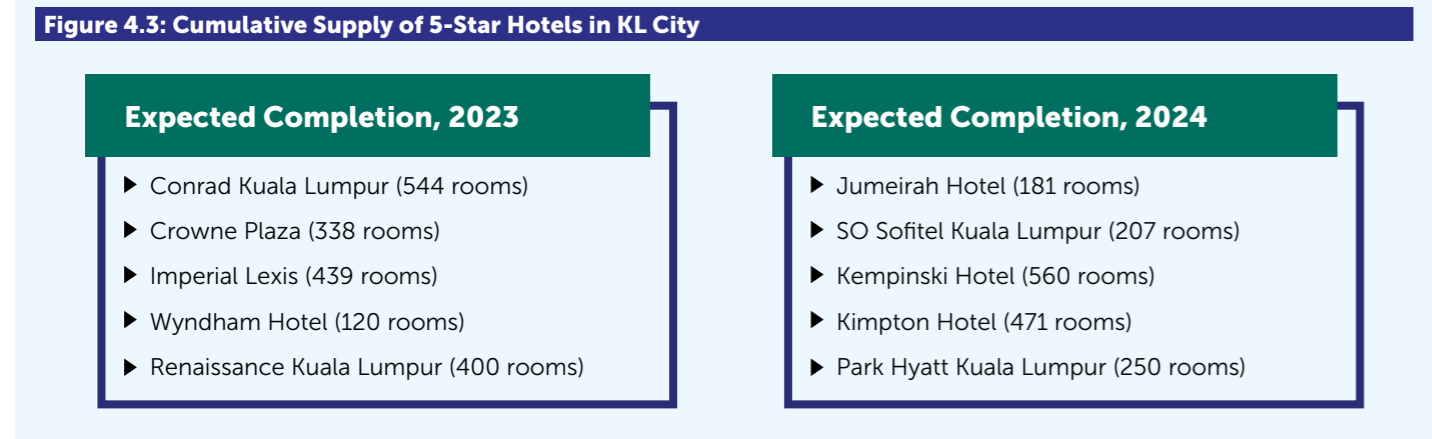 Figure 4.3: Cumulative Supply of 5-Star Hotels in KL City
Expected Completion, 2023
Conrad Kuala Lumpur (544 rooms)
Crowne Plaza (338 rooms)
Imperial Lexis (439 rooms)
Wyndham Hotel (120 rooms)
Renaissance Kuala Lumpur (400 rooms)
Expected Completion, 2024
Jumeirah Hotel (181 rooms)
SO Sofitel Kuala Lumpur (207 rooms)
Kempinski Hotel (560 rooms)
Kimpton Hotel (471 rooms)
Park Hyatt Kuala Lumpur (250 rooms)